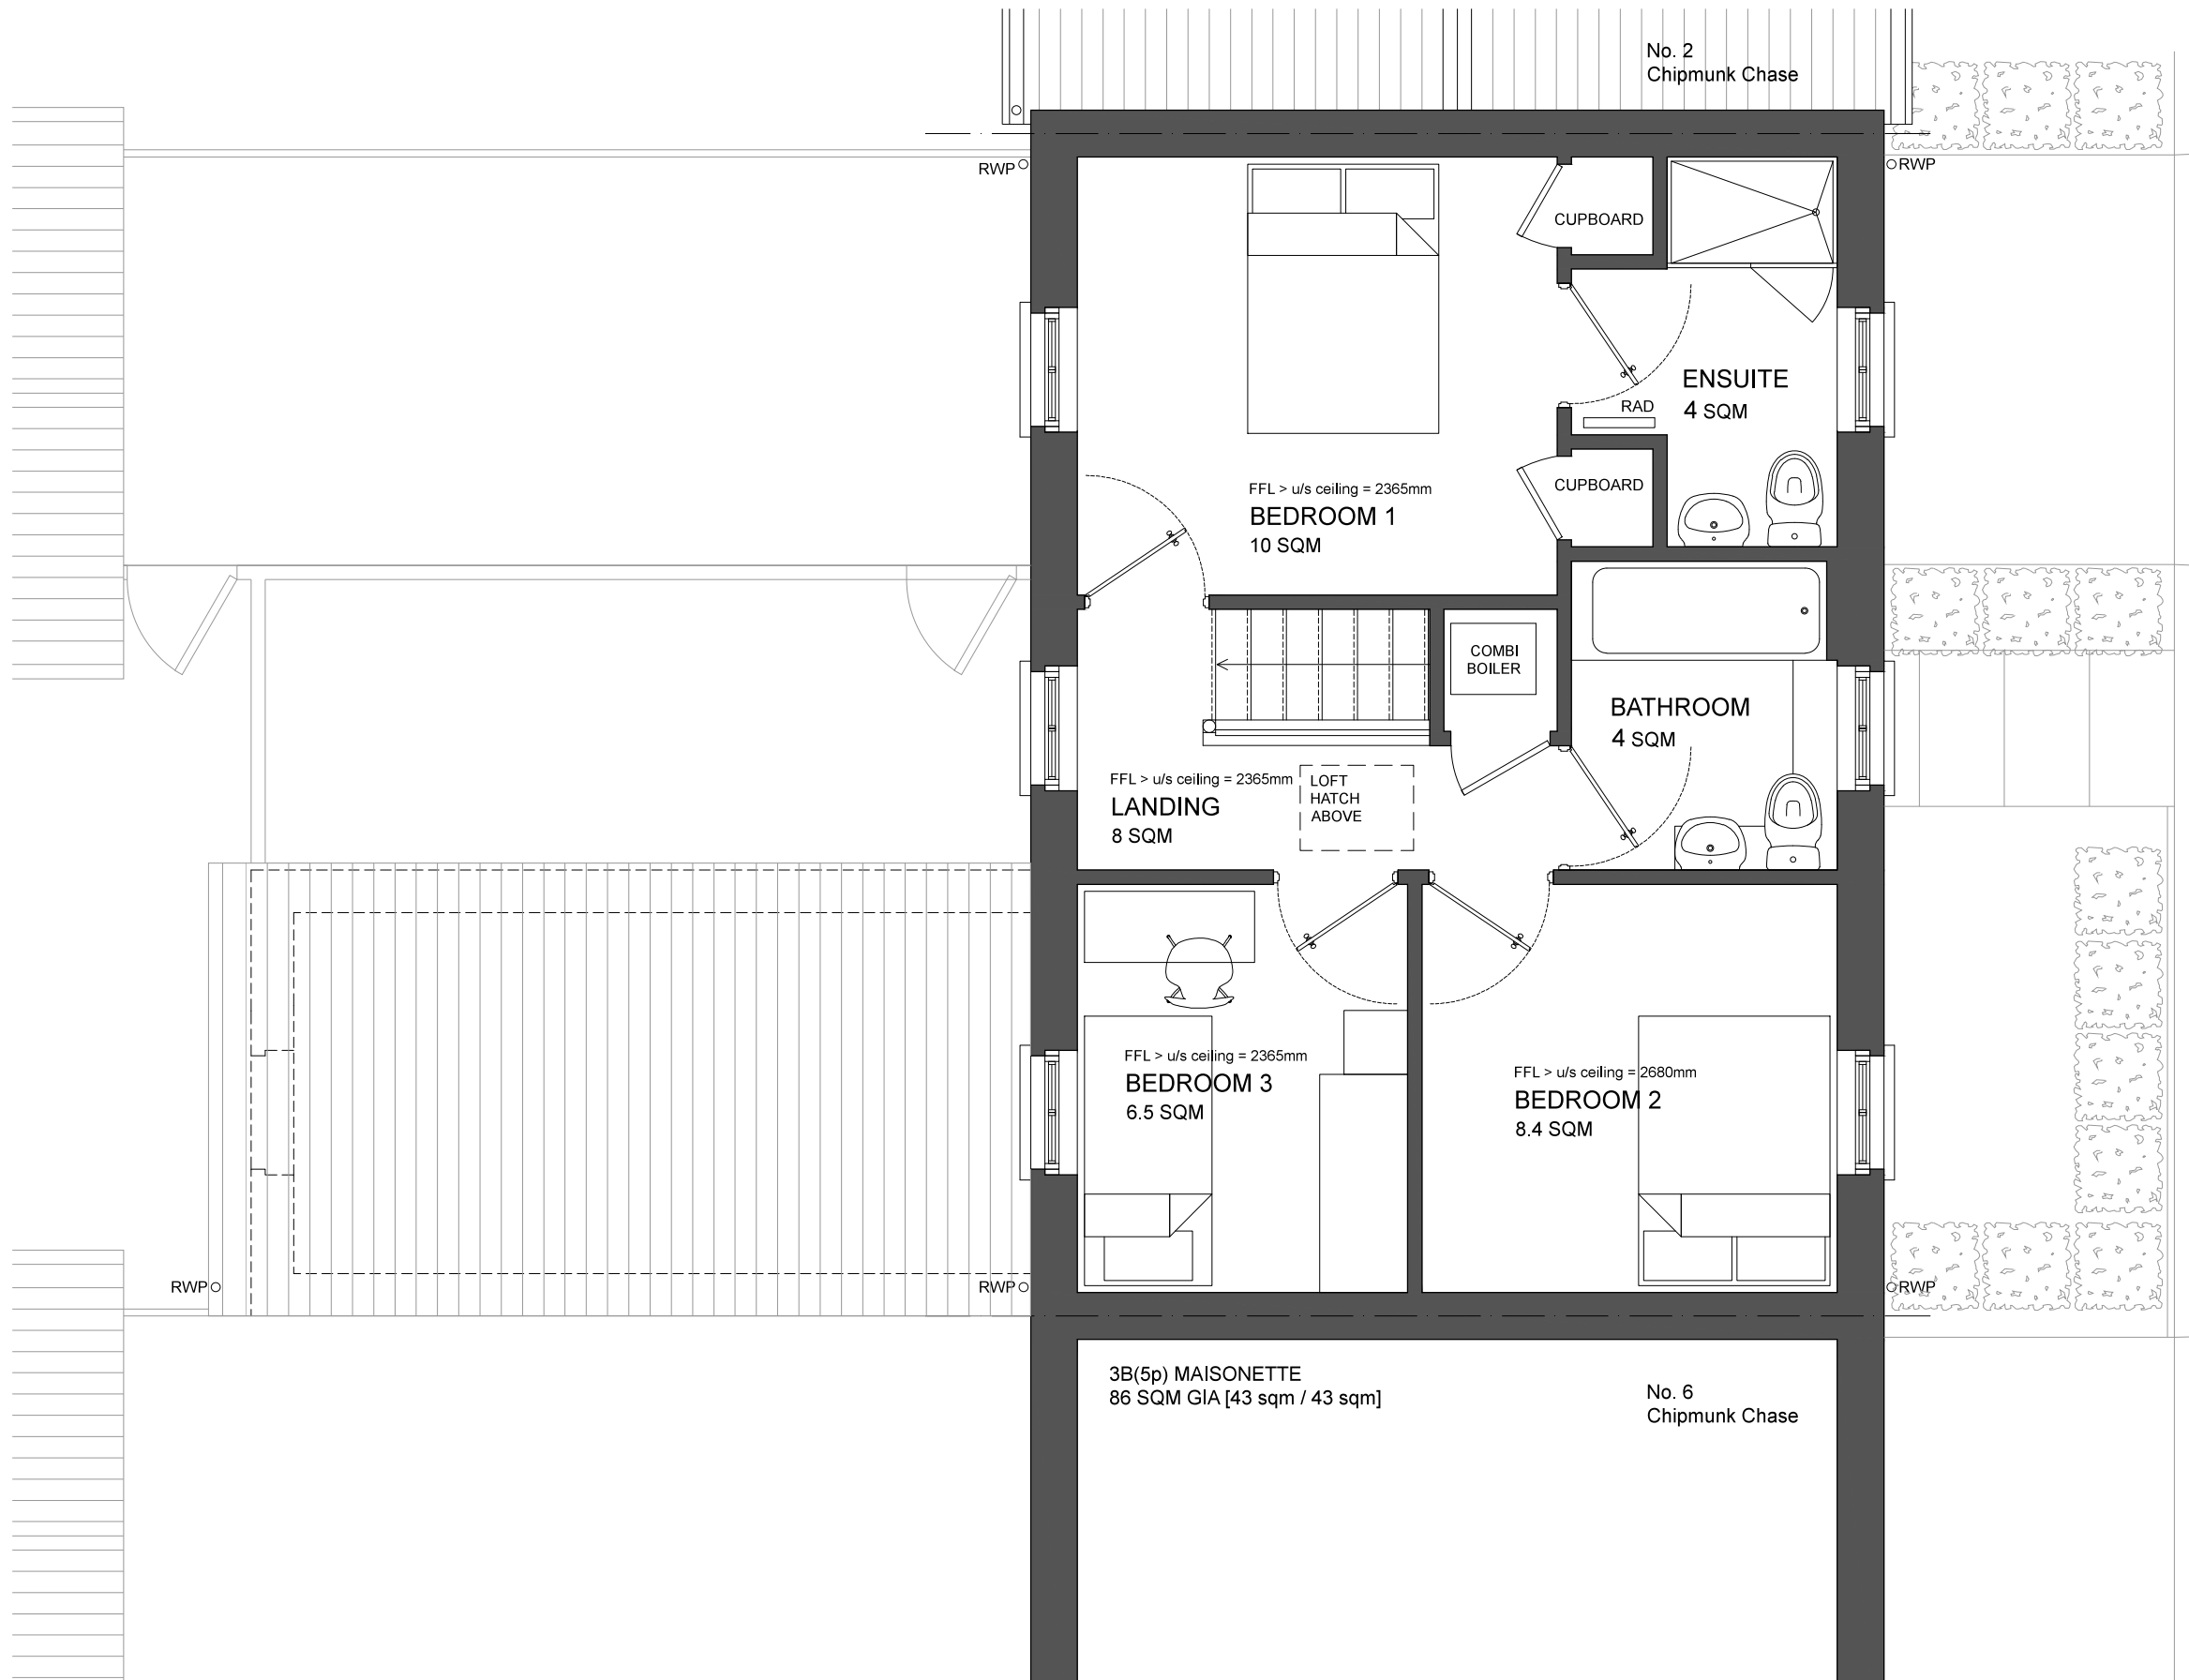 No. 2
Chipmunk Chase
RWP
RWP
CUPBOARD
ENSUITE
4 SQM
RAD
CUPBOARD
FFL > u/s ceiling = 2365mm
BEDROOM 1
10 SQM
COMBI
BOILER
BATHROOM
4 SQM
FFL > u/s ceiling = 2365mm
LANDING
8 SQM
LOFT
HATCH
ABOVE
FFL > u/s ceiling = 2365mm
BEDROOM 3
6.5 SQM
FFL > u/s ceiling = 2680mm
BEDROOM 2
8.4 SQM
RWP
RWP
RWP
3B(5p) MAISONETTE
86 SQM GIA [43 sqm / 43 sqm]
No. 6
Chipmunk Chase